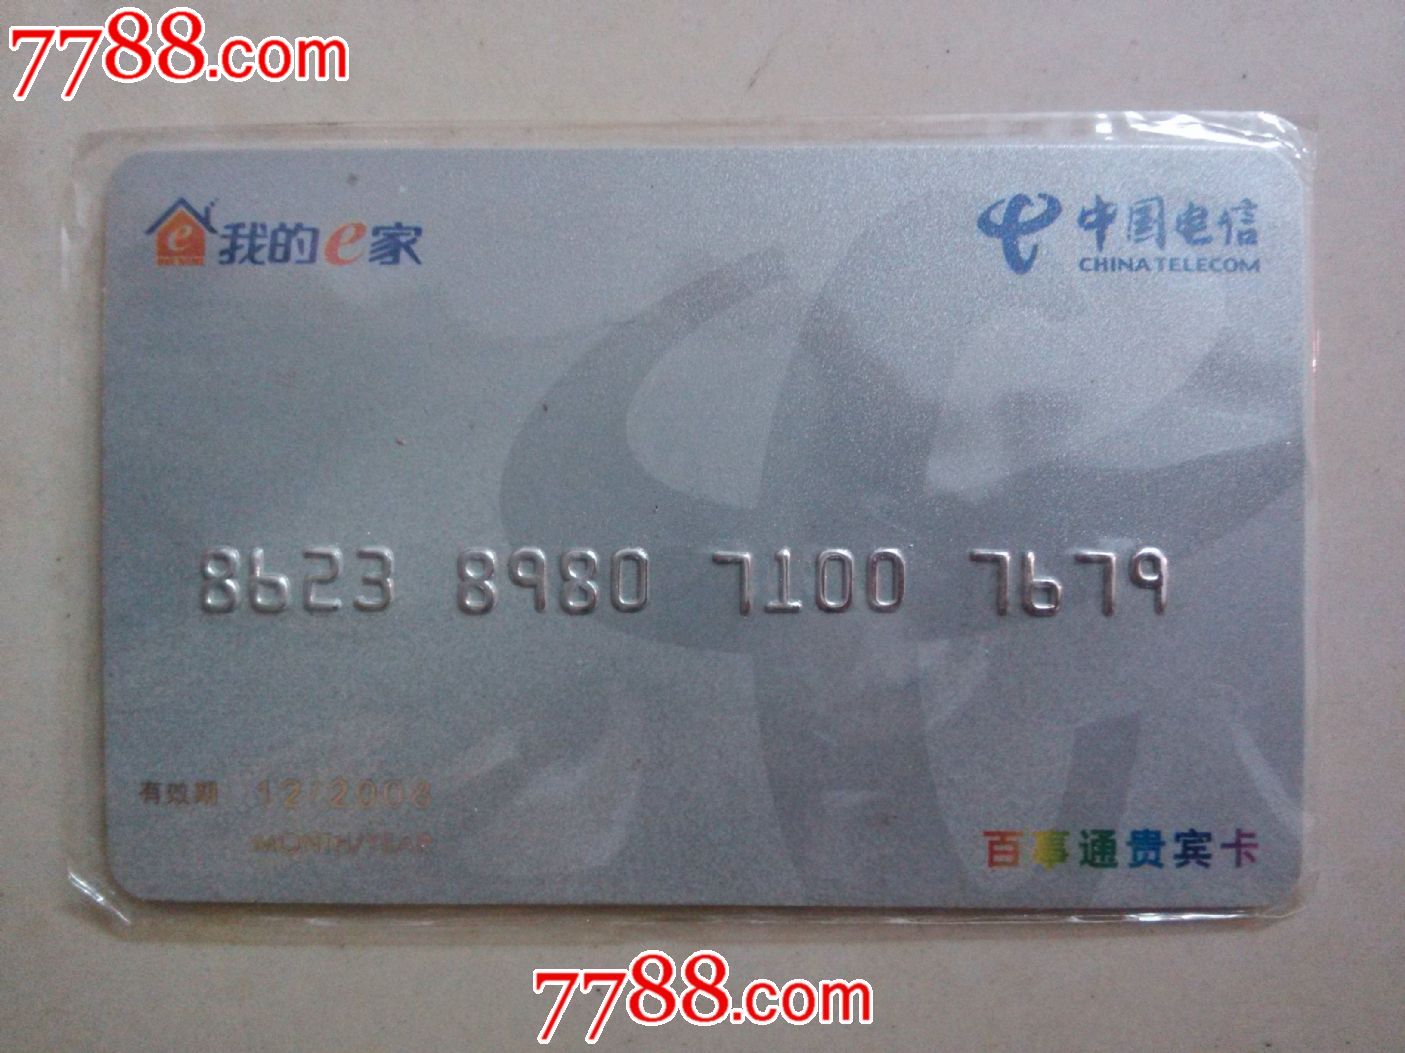 7788.com
e 我的e家
中国电信
CHINA TELECOM
8623 8980 7100 7679
有效期 12/2008
MONTH/YEAR
百事通贵宾卡
7788.com